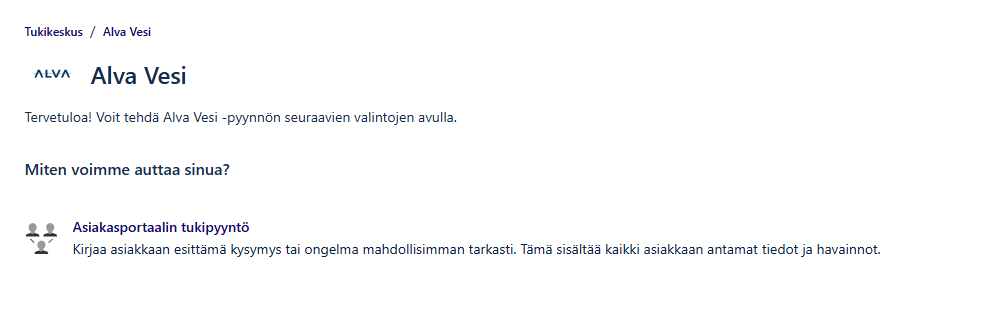 Tukikeskus / Alva Vesi
ALVA Alva Vesi
Tervetuloa! Voit tehdä Alva Vesi -pyynnön seuraavien valintojen avulla.
Miten voimme auttaa sinua?
Asiakasportaalin tukipyyntö
Kirjaa asiakkaan esittämä kysymys tai ongelma mahdollisimman tarkasti. Tämä sisältää kaikki asiakkaan antamat tiedot ja havainnot.